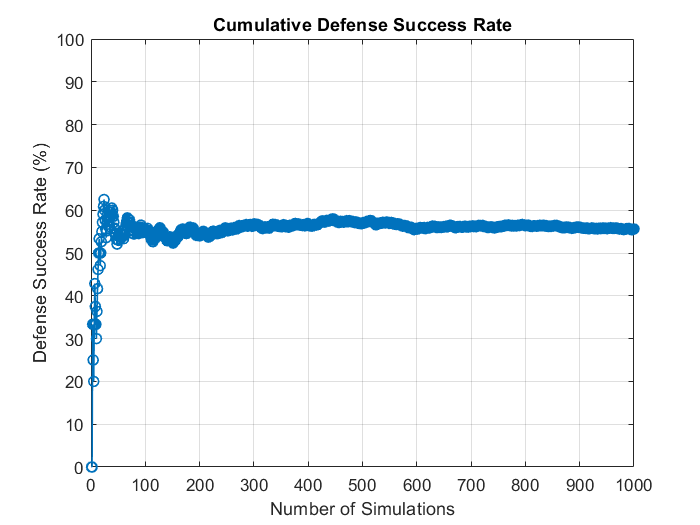 Cumulative Defense Success Rate
100
90
80
70
60
50
40
30
20
10
0
Defense Success Rate (%)
0 100 200 300 400 500 600 700 800 900 1000
Number of Simulations